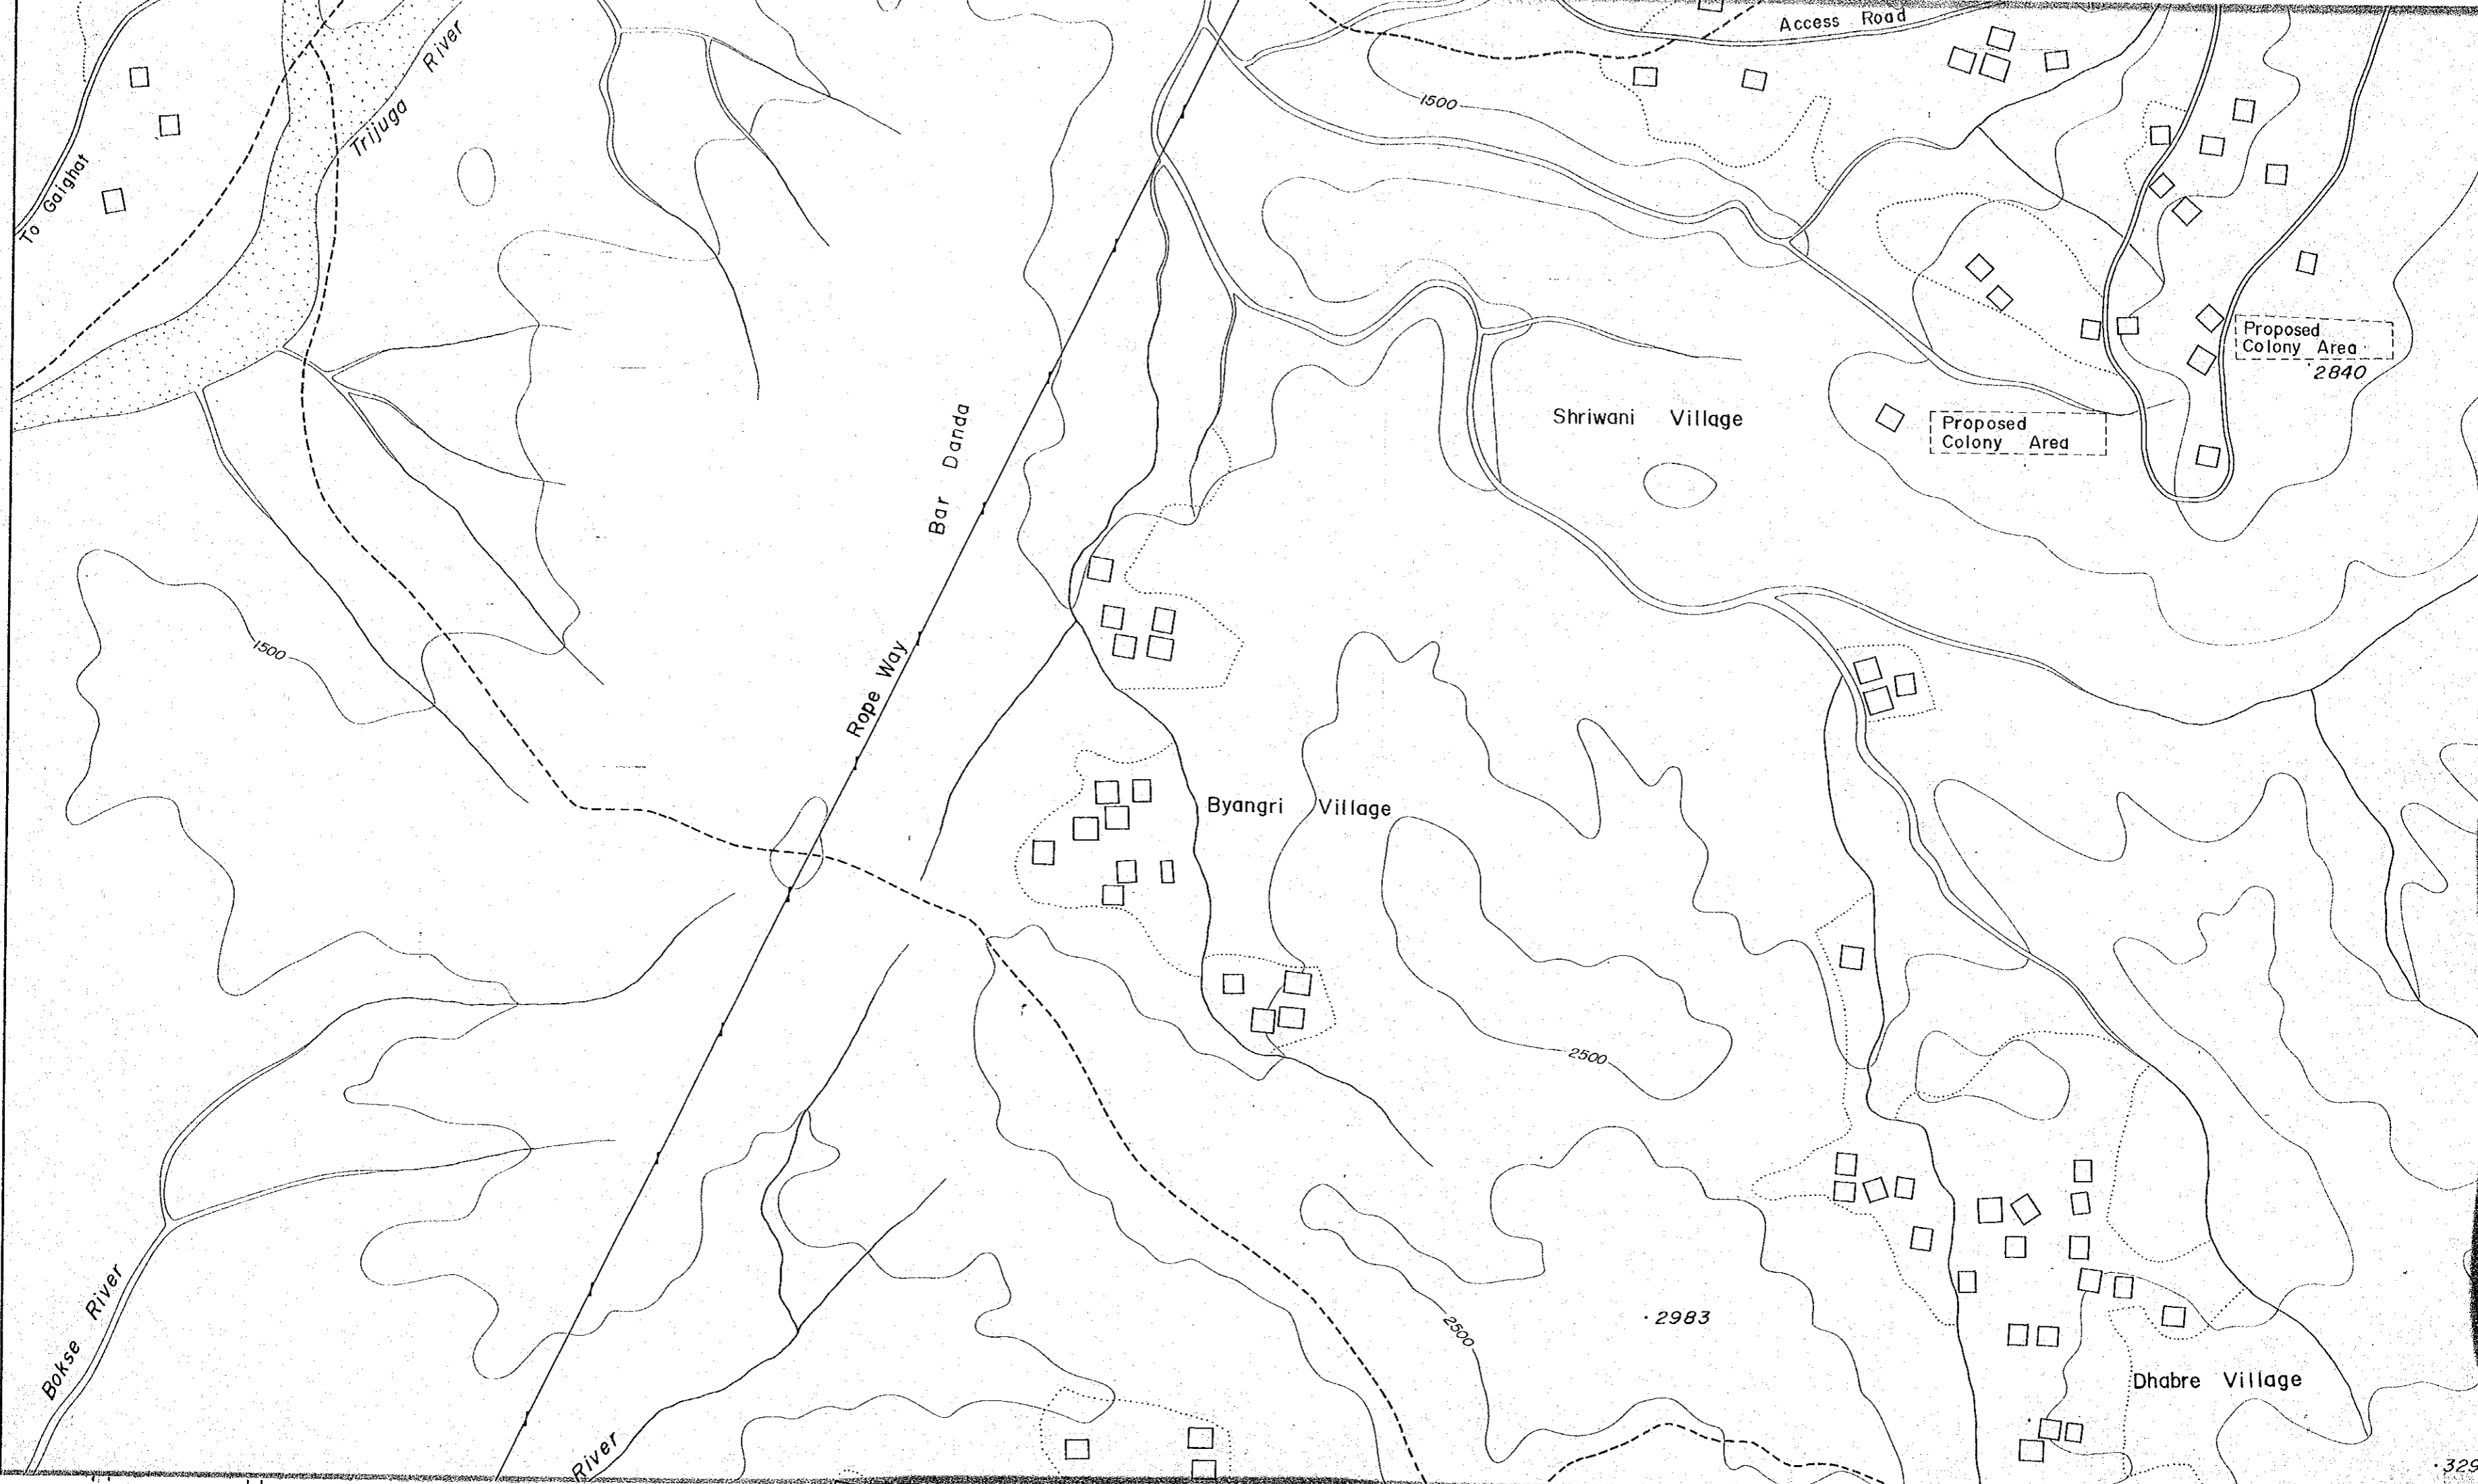 Access Road
Trijuga River
1500
To Gaighat
Proposed
Colony Area
2840
Bar Danda
Shriwani Village
Proposed
Colony Area
1500
Rope Way
Byangri Village
2500
Bokse River
2983
2500
Dhabre Village
River
329